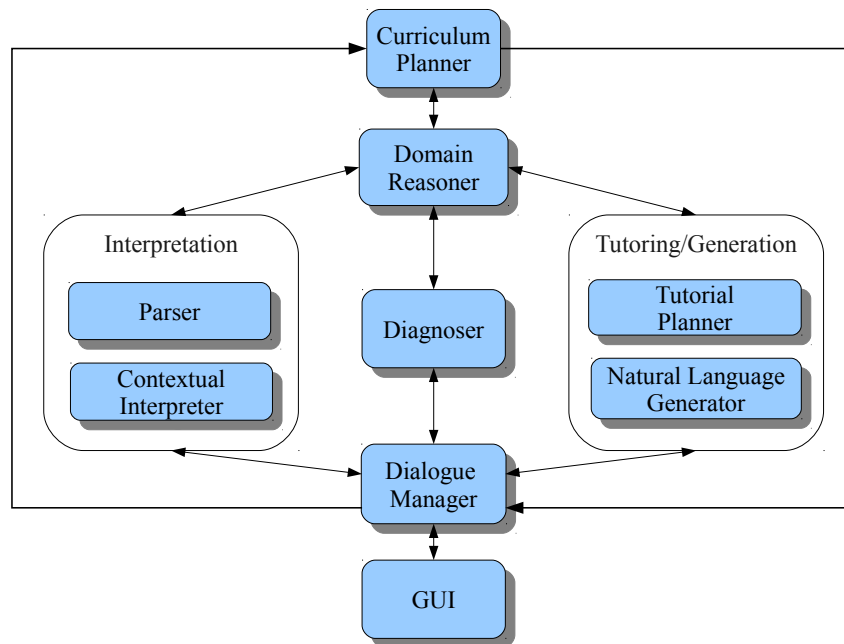 Curriculum
Planner
Domain
Reasoner
Interpretation
Parser
Contextual
Interpreter
Diagnoser
Tutoring/Generation
Tutorial
Planner
Natural Language
Generator
Dialogue
Manager
GUI